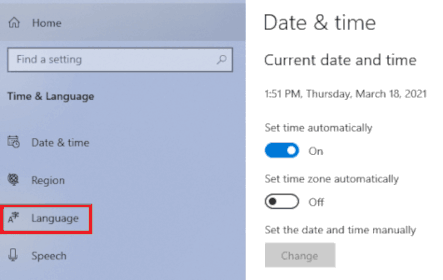 Home
Find a setting
Time & Language
Date & time
Region
Language
Speech
Date & time
Current date and time
1:51 PM, Thursday, March 18, 2021
Set time automatically
On
Set time zone automatically
Off
Set the date and time manually
Change